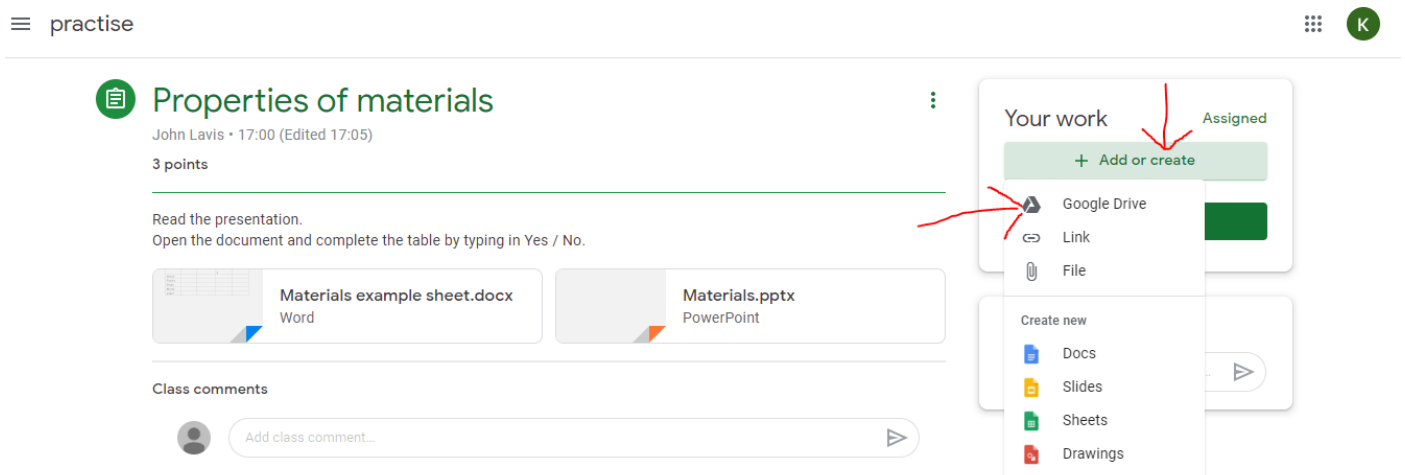 practise
K
Properties of materials
John Lavis • 17:00 (Edited 17:05)
3 points
Read the presentation.
Open the document and complete the table by typing in Yes / No.
Materials example sheet.docx
Word
Materials.pptx
PowerPoint
Class comments
Add class comment...
Your work
Assigned
+ Add or create
Google Drive
Link
File
Create new
Docs
Slides
Sheets
Drawings